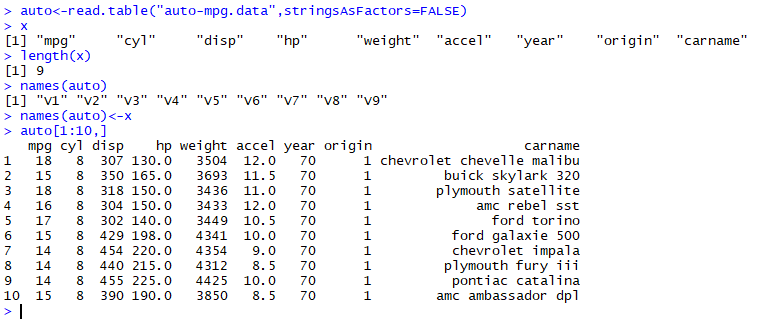 > auto<-read.table("auto-mpg.data",stringsAsFactors=FALSE)
> x
[1] "mpg" "cyl" "disp" "hp" "weight" "accel" "year" "origin" "carname"
> length(x)
[1] 9
> names(auto)
[1] "V1" "V2" "V3" "V4" "V5" "V6" "V7" "V8" "V9"
> names(auto)<-x
> auto[1:10,]
mpg cyl disp hp weight accel year origin carname
1 18 8 307 130.0 3504 12.0 70 1 chevrolet chevelle malibu
2 15 8 350 165.0 3693 11.5 70 1 buick skylark 320
3 18 8 318 150.0 3436 11.0 70 1 plymouth satellite
4 16 8 304 150.0 3433 12.0 70 1 amc rebel sst
5 17 8 302 140.0 3449 10.5 70 1 ford torino
6 15 8 429 198.0 4341 10.0 70 1 ford galaxie 500
7 14 8 454 220.0 4354 9.0 70 1 chevrolet impala
8 14 8 440 215.0 4312 8.5 70 1 plymouth fury iii
9 14 8 455 225.0 4425 10.0 70 1 pontiac catalina
10 15 8 390 190.0 3850 8.5 70 1 amc ambassador dpl
>